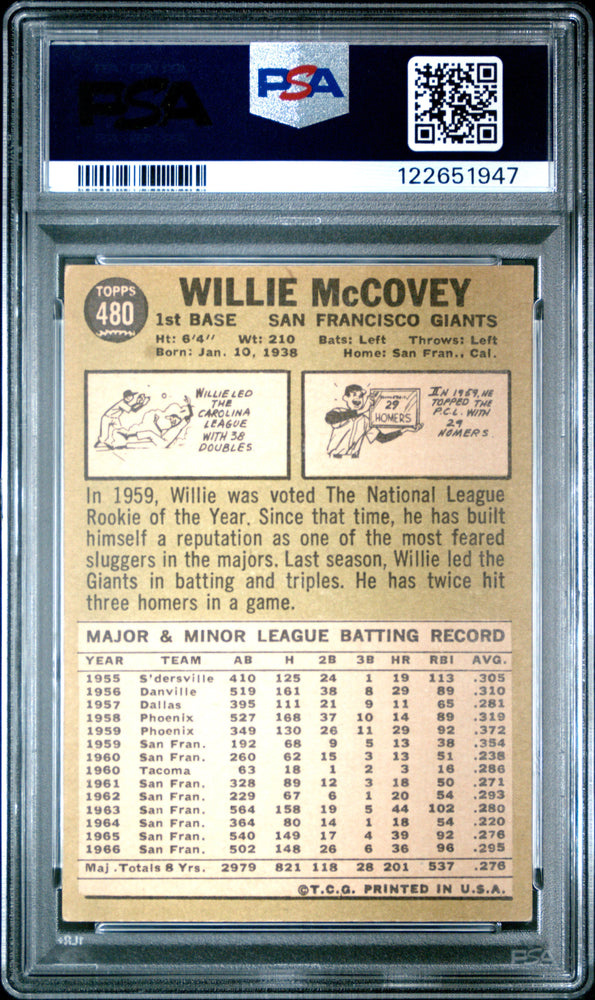 PSA
PSA
122651947
TOPPS
480
WILLIE McCOVEY
1st BASE SAN FRANCISCO GIANTS
Ht: 6'4'' Wt: 210 Bats: Left Throws: Left
Born: Jan. 10, 1938 Home: San Fran., Cal.
WILLIE LED
THE
CAROLINA
LEAGUE
WITH 38
DOUBLES
29
HOMERS
IN 1959, HE
TOPPED THE
P.C.L. WITH
29
HOMERS.
In 1959, Willie was voted The National League
Rookie of the Year. Since that time, he has built
himself a reputation as one of the most feared
sluggers in the majors. Last season, Willie led the
Giants in batting and triples. He has twice hit
three homers in a game.
MAJOR & MINOR LEAGUE BATTING RECORD
YEAR TEAM AB H 2B 3B HR RBI AVG.
1955 S'dersville 410 125 24 1 19 113 .305
1956 Danville 519 161 38 8 29 89 .310
1957 Dallas 395 111 21 9 11 65 .281
1958 Phoenix 527 168 37 10 14 89 .319
1959 Phoenix 349 130 26 11 29 92 .372
1959 San Fran. 192 68 9 5 13 38 .354
1960 San Fran. 260 62 15 3 13 51 .238
1960 Tacoma 63 18 1 2 3 16 .286
1961 San Fran. 328 89 12 3 18 50 .271
1962 San Fran. 229 67 6 1 20 54 .293
1963 San Fran. 564 158 19 5 44 102 .280
1964 San Fran. 364 80 14 1 18 54 .220
1965 San Fran. 540 149 17 4 39 92 .276
1966 San Fran. 502 148 26 6 36 96 .295
Maj. Totals 8 Yrs. 2979 821 118 28 201 537 .276
©T.C.G. PRINTED IN U.S.A.
PSA